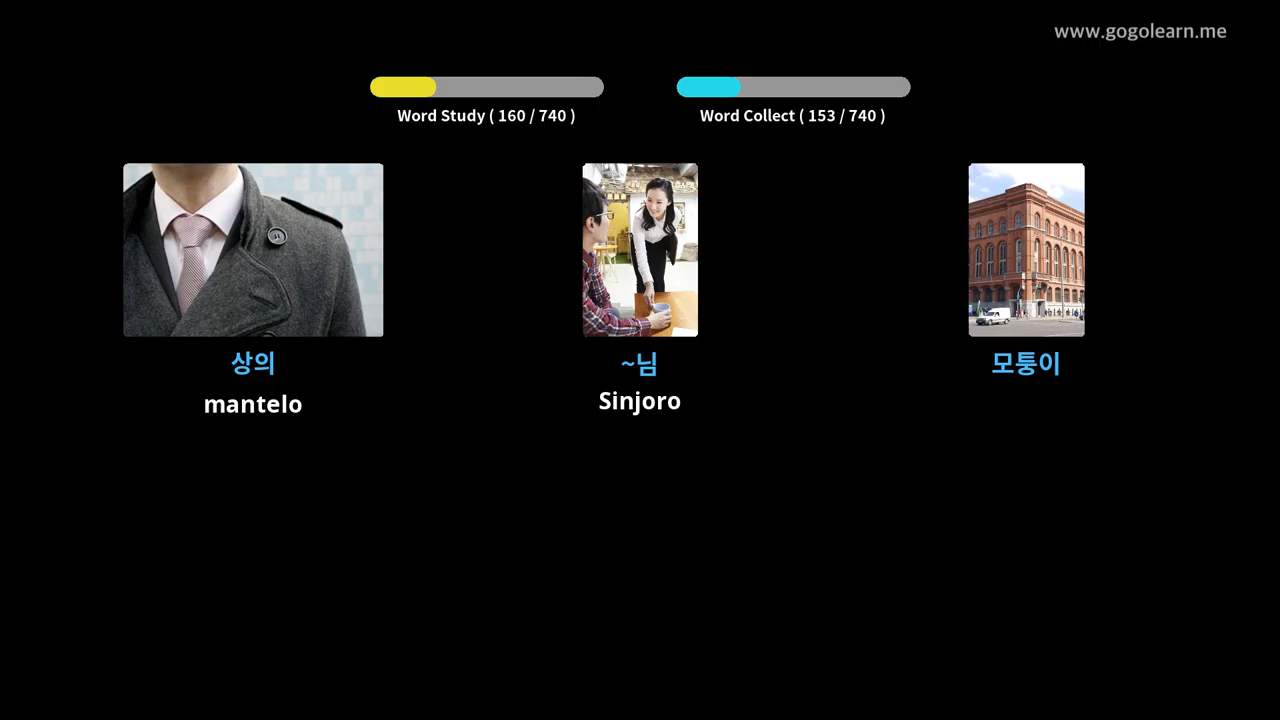 www.gogolearn.me
Word Study ( 160 / 740 )
Word Collect ( 153 / 740 )
상의
~님
모퉁이
mantelo
Sinjoro